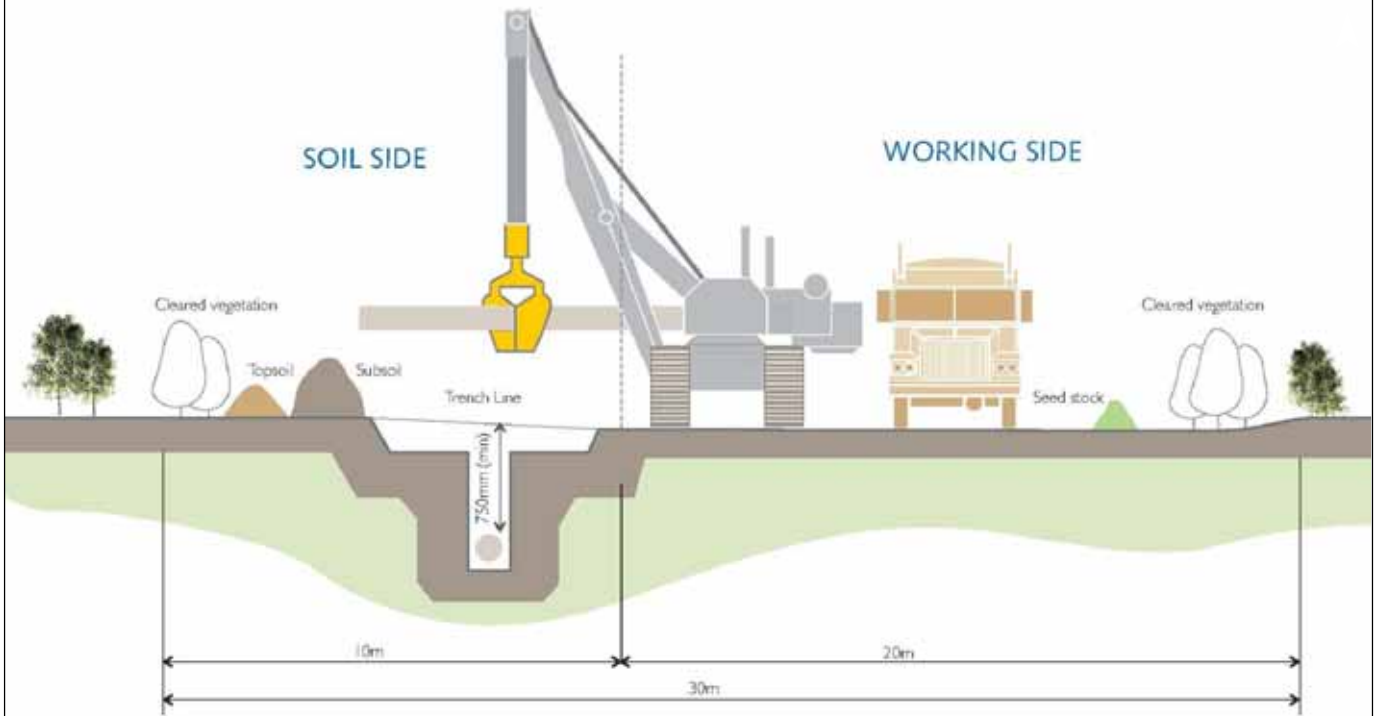 SOIL SIDE
WORKING SIDE
Cleared vegetation
Cleared vegetation
Topsoil
Subsoil
Trench Line
Seed stock
750mm (min)
10m
20m
30m